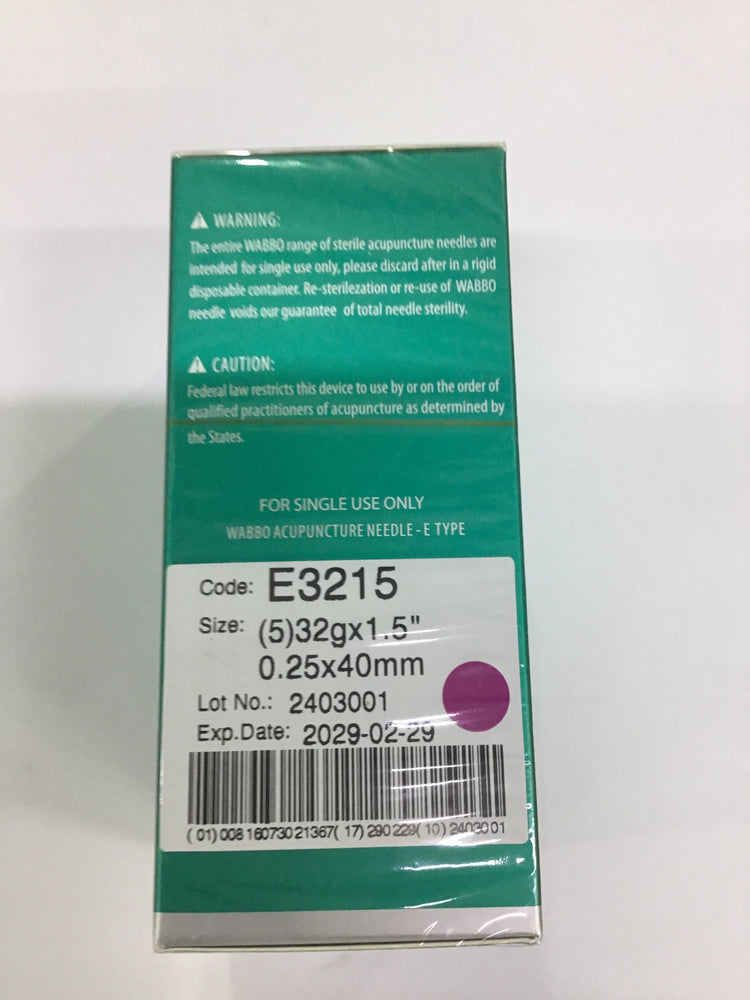 WARNING:
The entire WABBO range of sterile acupuncture needles are
intended for single use only, please discard after in a rigid
disposable container. Re-sterilezation or re-use of WABBO
needle voids our guarantee of total needle sterility.
CAUTION:
Federal law restricts this device to use by or on the order of
qualified practitioners of acupuncture as determined by
the States.
FOR SINGLE USE ONLY
WABBO ACUPUNCTURE NEEDLE - E TYPE
Code: E3215
Size: (5)32gx1.5"
0.25x40mm
Lot No.: 2403001
Exp.Date: 2029-02-29
( 01) 008 16073021367( 17) 290 229( 10) 2403001